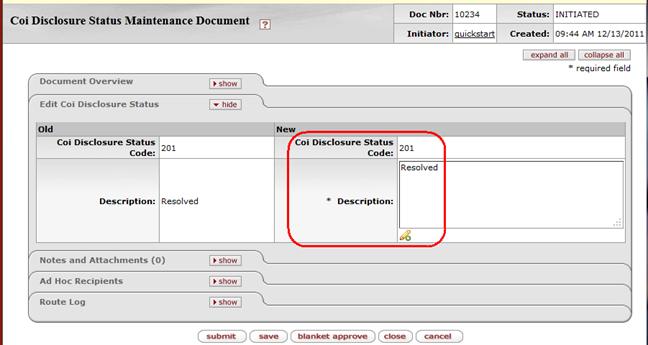 Coi Disclosure Status Maintenance Document ?
Doc Nbr: 10234 Status: INITIATED
Initiator: quickstart Created: 09:44 AM 12/13/2011
expand all collapse all
* required field
Document Overview show
Edit Coi Disclosure Status hide
Old New
Coi Disclosure Status Code: 201 Coi Disclosure Status Code: 201
Description: Resolved * Description: Resolved
Notes and Attachments (0) show
Ad Hoc Recipients show
Route Log show
submit save blanket approve close cancel